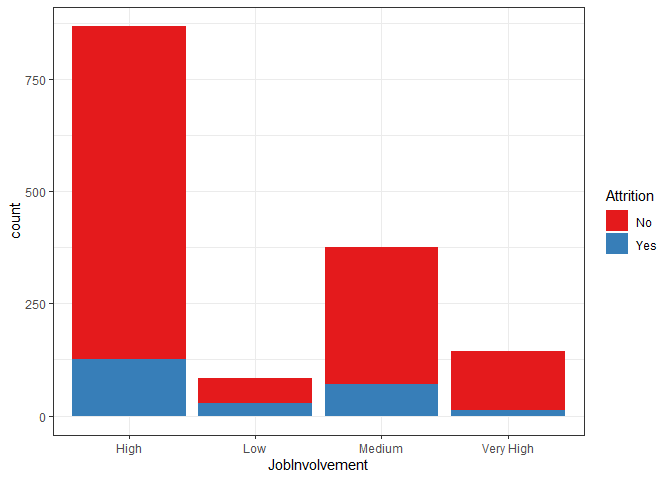 750
500
250
0
count
High Low Medium Very High
JobInvolvement
Attrition
No
Yes